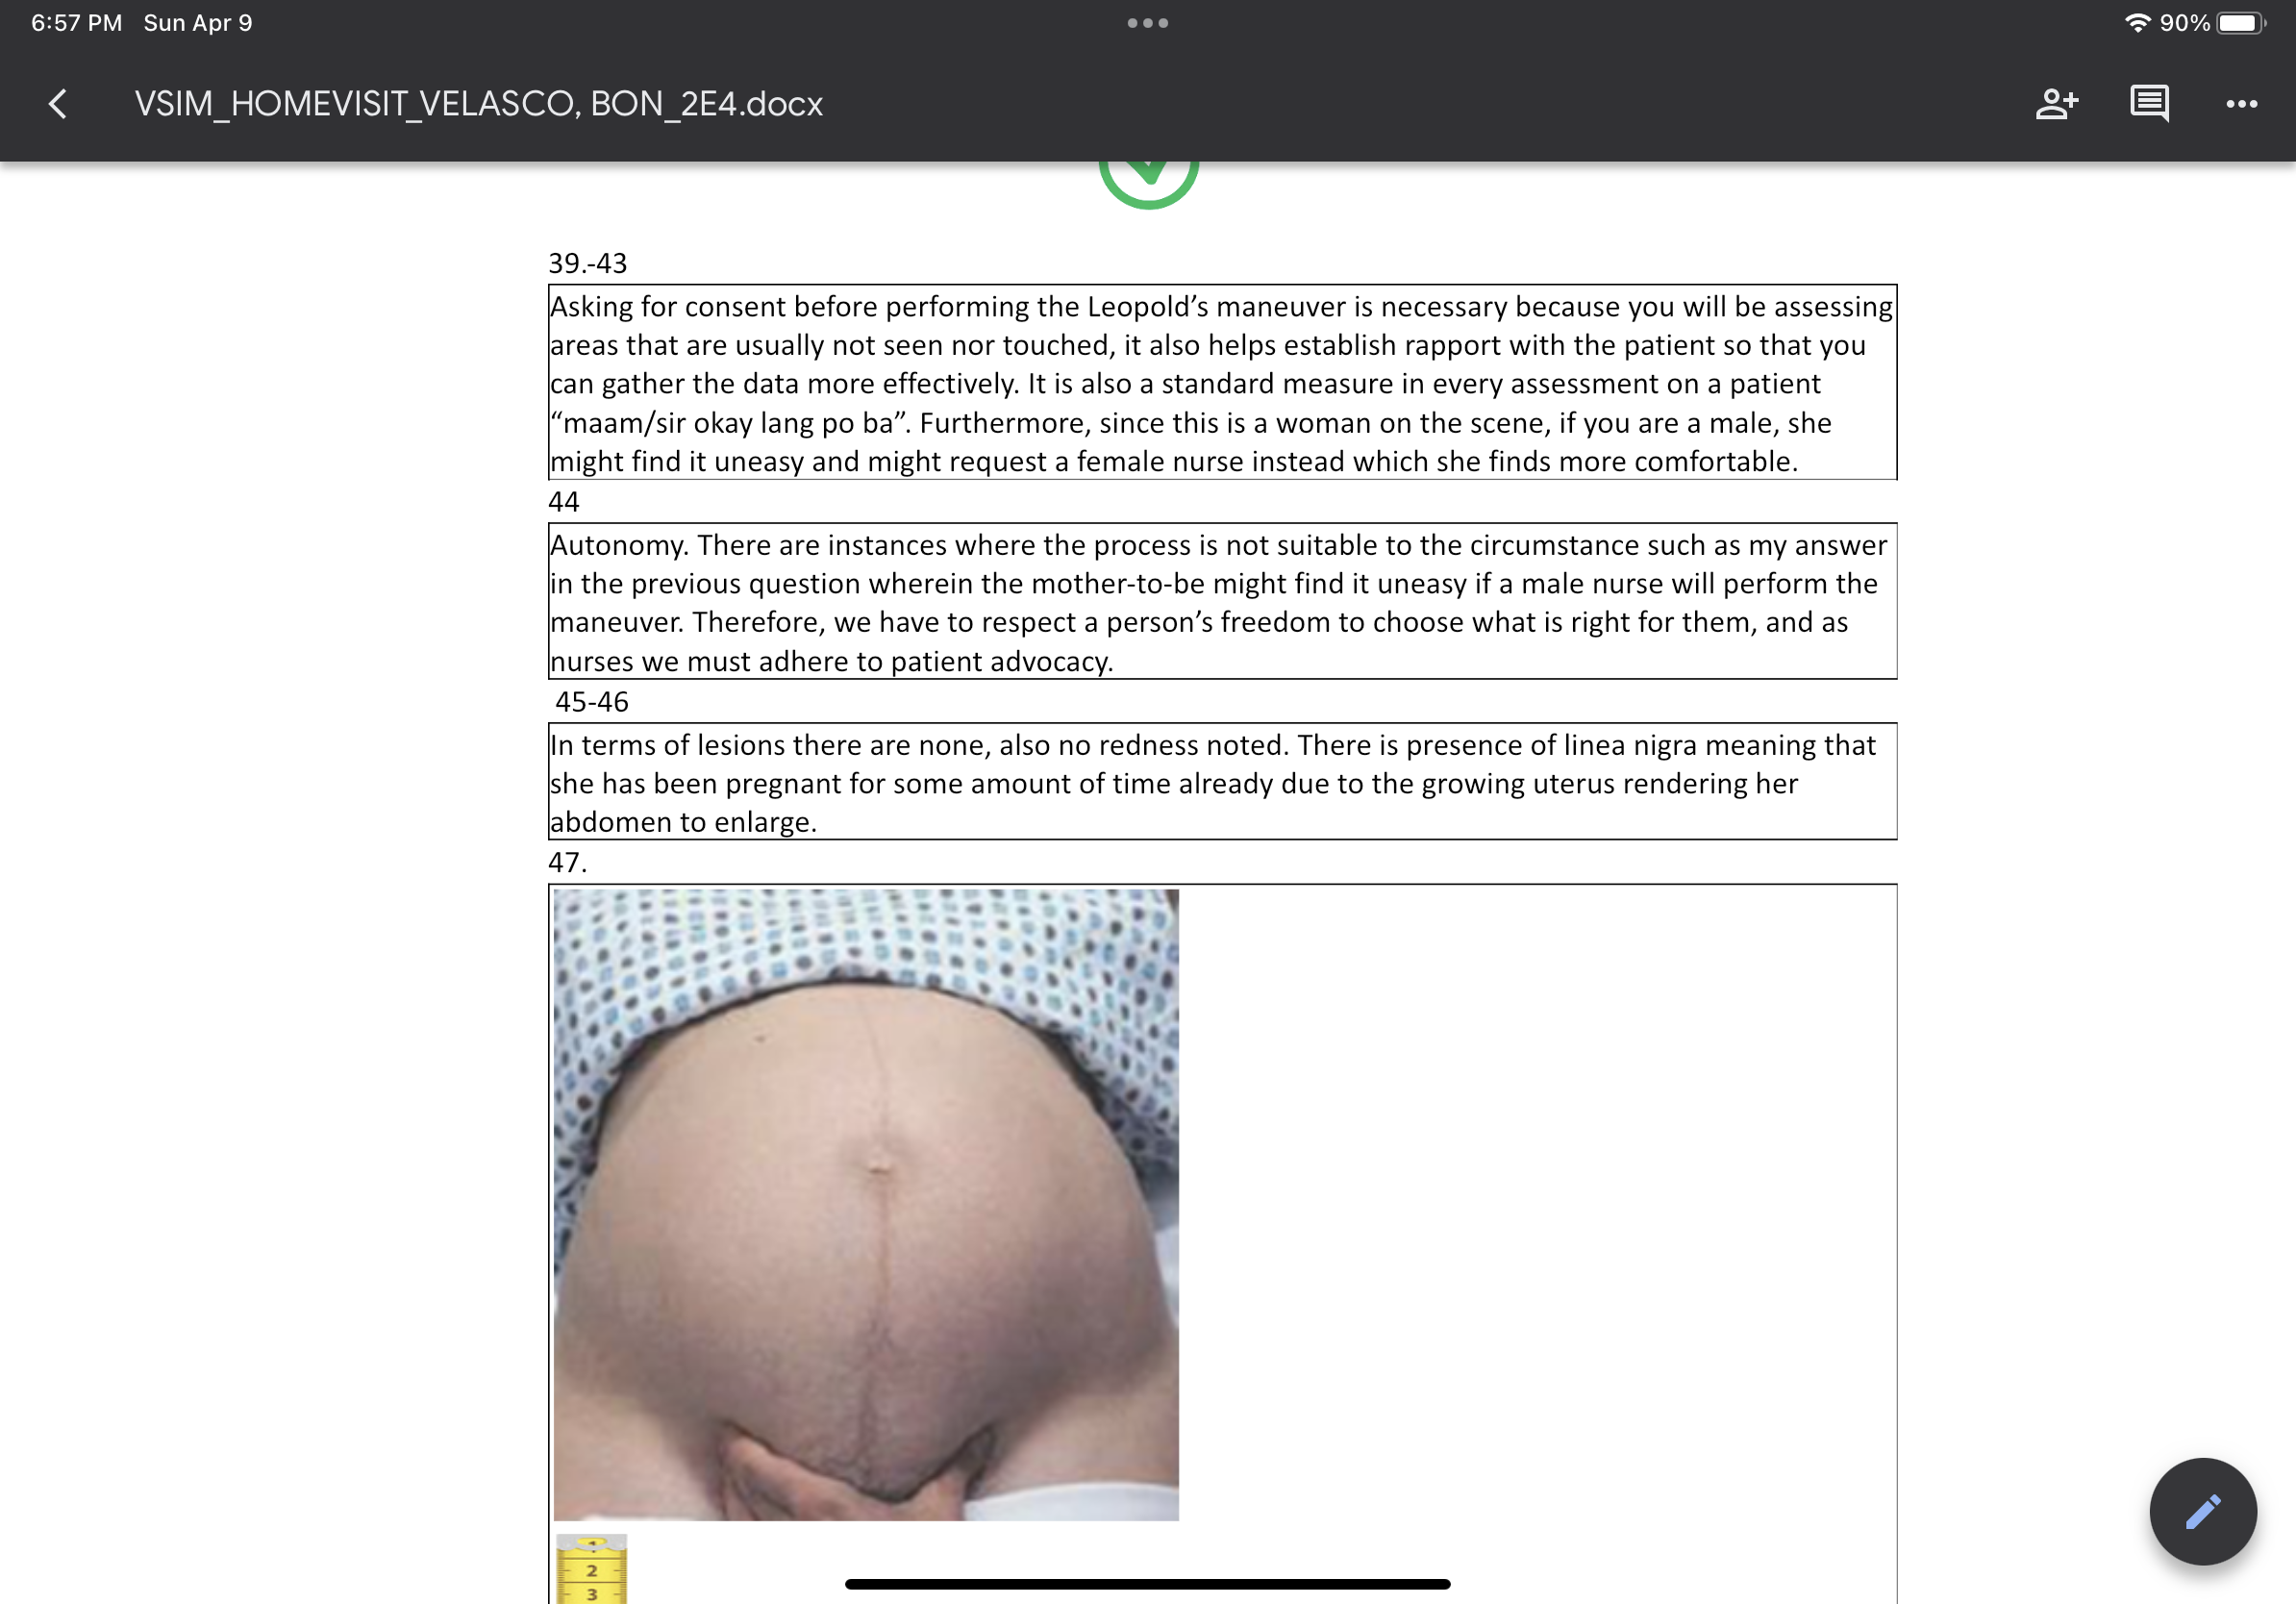 6:57 PM Sun Apr 9
90%
VSIM_HOMEVISIT_VELASCO, BON_2E4.docx
39.-43
Asking for consent before performing the Leopold’s maneuver is necessary because you will be assessing
areas that are usually not seen nor touched, it also helps establish rapport with the patient so that you
can gather the data more effectively. It is also a standard measure in every assessment on a patient
“maam/sir okay lang po ba”. Furthermore, since this is a woman on the scene, if you are a male, she
might find it uneasy and might request a female nurse instead which she finds more comfortable.
44
Autonomy. There are instances where the process is not suitable to the circumstance such as my answer
in the previous question wherein the mother-to-be might find it uneasy if a male nurse will perform the
maneuver. Therefore, we have to respect a person’s freedom to choose what is right for them, and as
nurses we must adhere to patient advocacy.
45-46
In terms of lesions there are none, also no redness noted. There is presence of linea nigra meaning that
she has been pregnant for some amount of time already due to the growing uterus rendering her
abdomen to enlarge.
47.
1
2
3